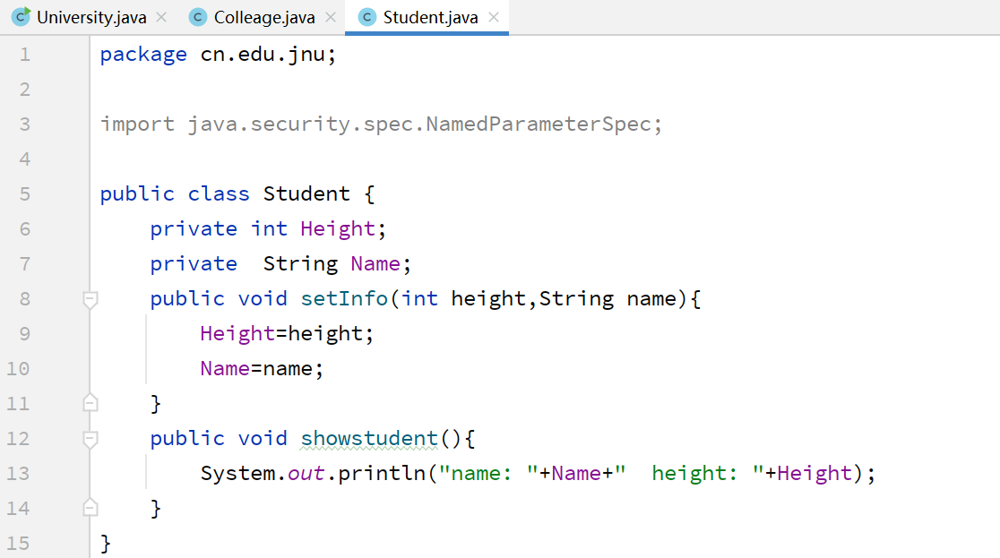 University.java Colleage.java Student.java
1 package cn.edu.jnu;
2
3 import java.security.spec.NamedParameterSpec;
4
5 public class Student {
6     private int Height;
7     private  String Name;
8     public void setInfo(int height,String name){
9         Height=height;
10         Name=name;
11     }
12     public void showstudent(){
13         System.out.println("name: "+Name+"  height: "+Height);
14     }
15 }